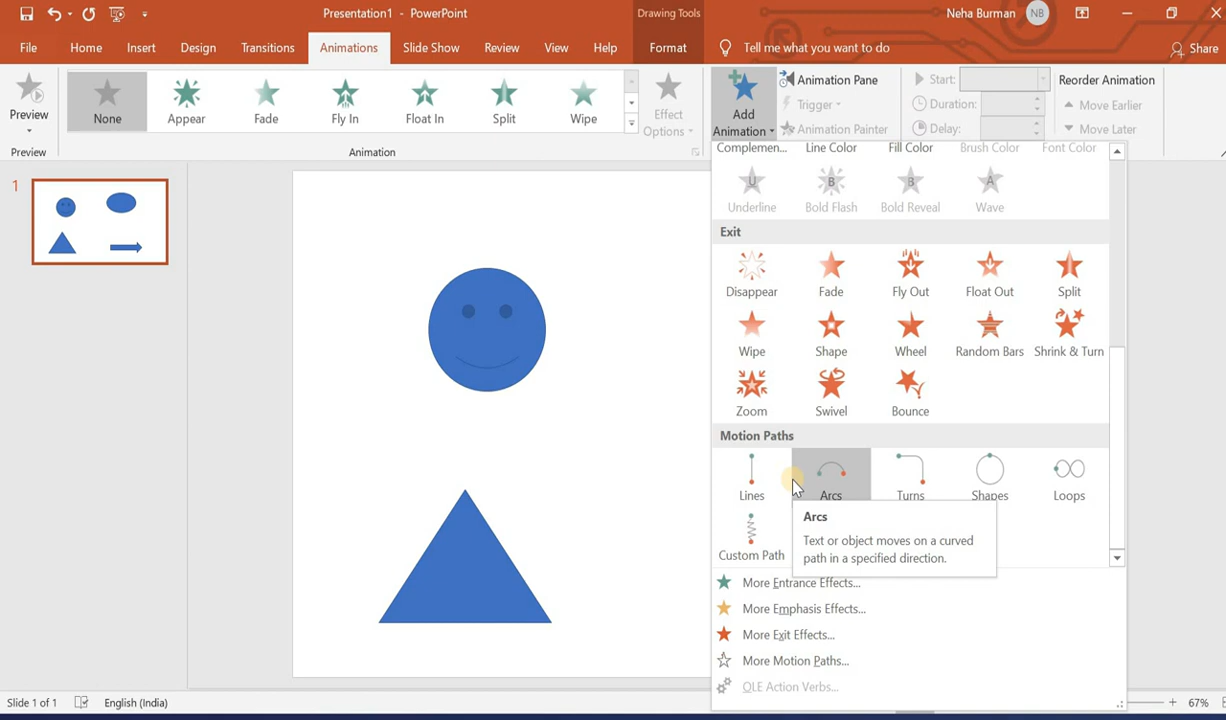 Presentation1 - PowerPoint
Drawing Tools
Neha Burman NB
File Home Insert Design Transitions Animations Slide Show Review View Help Format Tell me what you want to do Share
Preview
None Appear Fade Fly In Float In Split Wipe
Effect Options
Add Animation
Animation Pane
Trigger
Animation Painter
Start:
Duration:
Delay:
Reorder Animation
Move Earlier
Move Later
Preview Animation
Complemen... Line Color Fill Color Brush Color Font Color
U B B A
Underline Bold Flash Bold Reveal Wave
Exit
Disappear Fade Fly Out Float Out Split
Wipe Shape Wheel Random Bars Shrink & Turn
Zoom Swivel Bounce
Motion Paths
Lines Arcs Turns Shapes Loops
Custom Path
Arcs
Text or object moves on a curved
path in a specified direction.
More Entrance Effects...
More Emphasis Effects...
More Exit Effects...
More Motion Paths...
OLE Action Verbs...
1
Slide 1 of 1 English (India) 67%